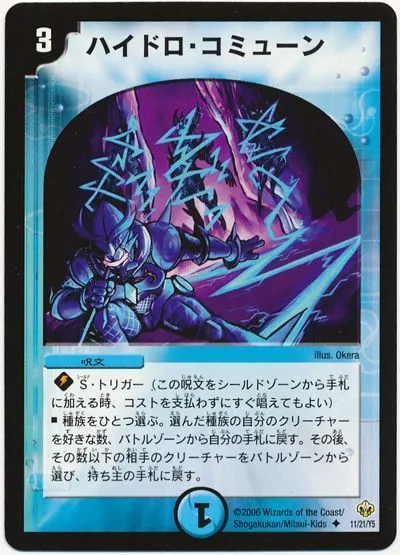 3 ハイドロ・コミューン
illus. Okera
呪文
S・トリガー(この呪文をシールドゾーンから手札
に加える時、コストを支払わずにすぐ唱えてもよい)
■種族をひとつ選ぶ。選んだ種族の自分のクリーチャー
を好きな数、バトルゾーンから自分の手札に戻す。その後、
その数以下の相手のクリーチャーをバトルゾーンから
選び、持ち主の手札に戻す。
©2006 Wizards of the Coast/
Shogakukan/Mitsui-Kids ✦ 11/21/Y5